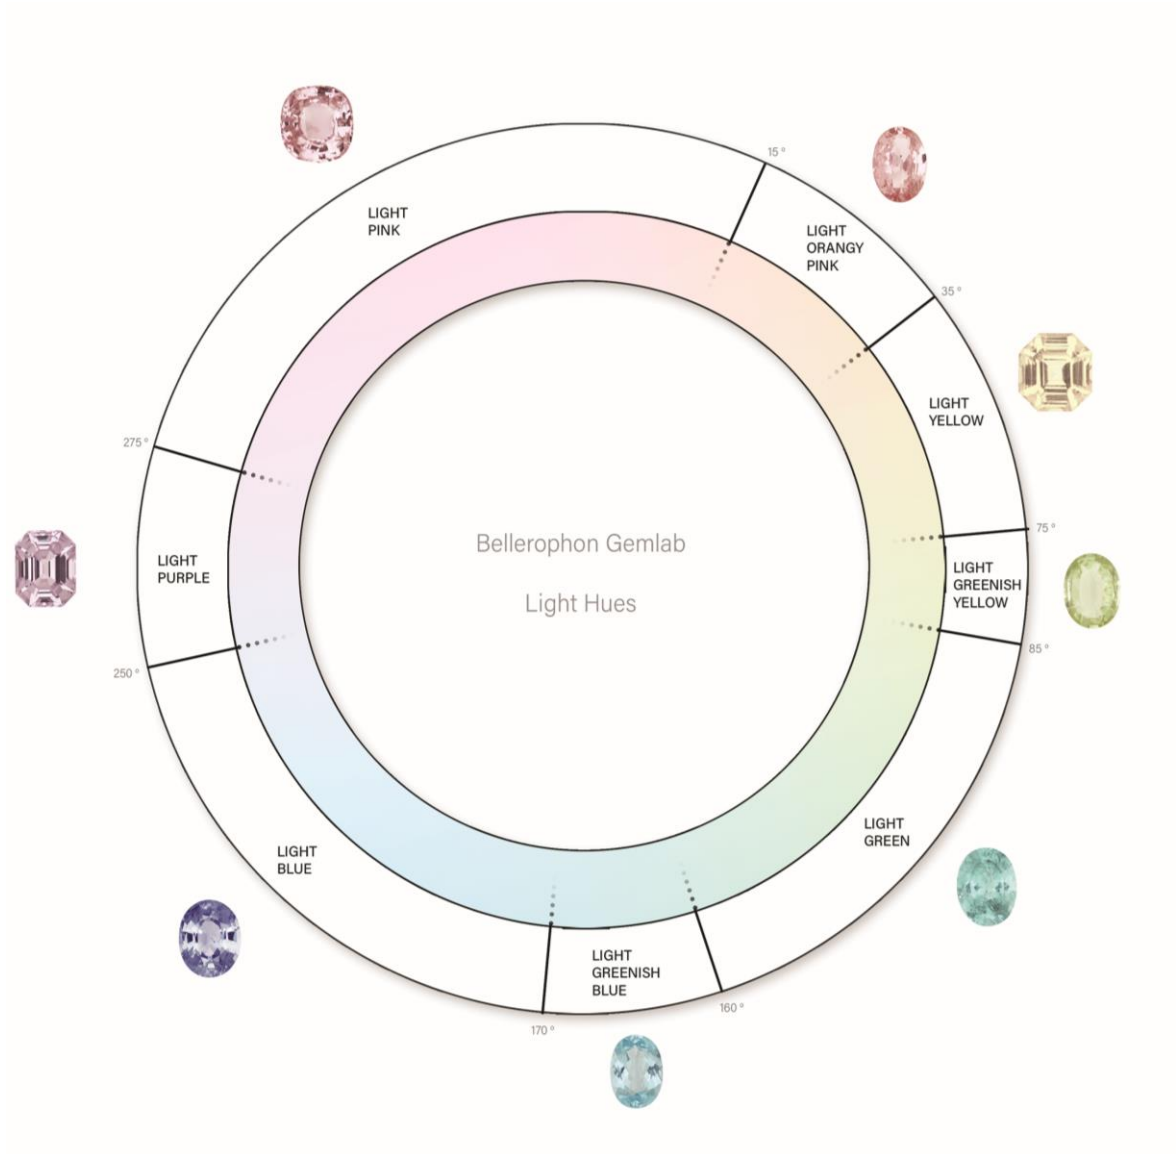 15°
LIGHT
PINK
LIGHT
ORANGY
PINK
35°
LIGHT
YELLOW
275°
75°
Bellerophon Gemlab
LIGHT
PURPLE
LIGHT
GREENISH
YELLOW
Light Hues
85°
250°
LIGHT
GREEN
LIGHT
BLUE
LIGHT
GREENISH
BLUE
160°
170°